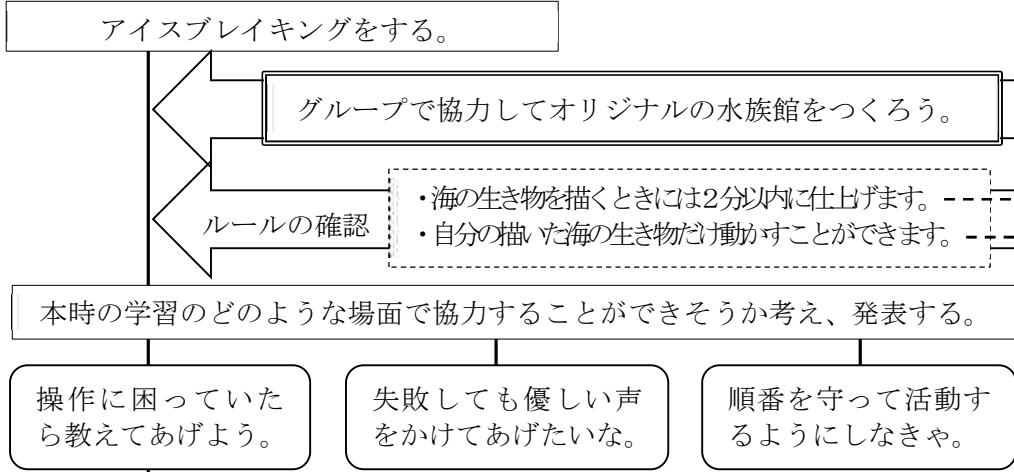 アイスブレイキングをする。
グループで協力してオリジナルの水族館をつくろう。
ルールの確認
・海の生き物を描くときには2分以内に仕上げます。
・自分の描いた海の生き物だけ動かすことができます。
本時の学習のどのような場面で協力することができそうか考え、発表する。
操作に困っていた
ら教えてあげよう。
失敗しても優しい声
をかけてあげたいな。
順番を守って活動す
るようにしなきゃ。